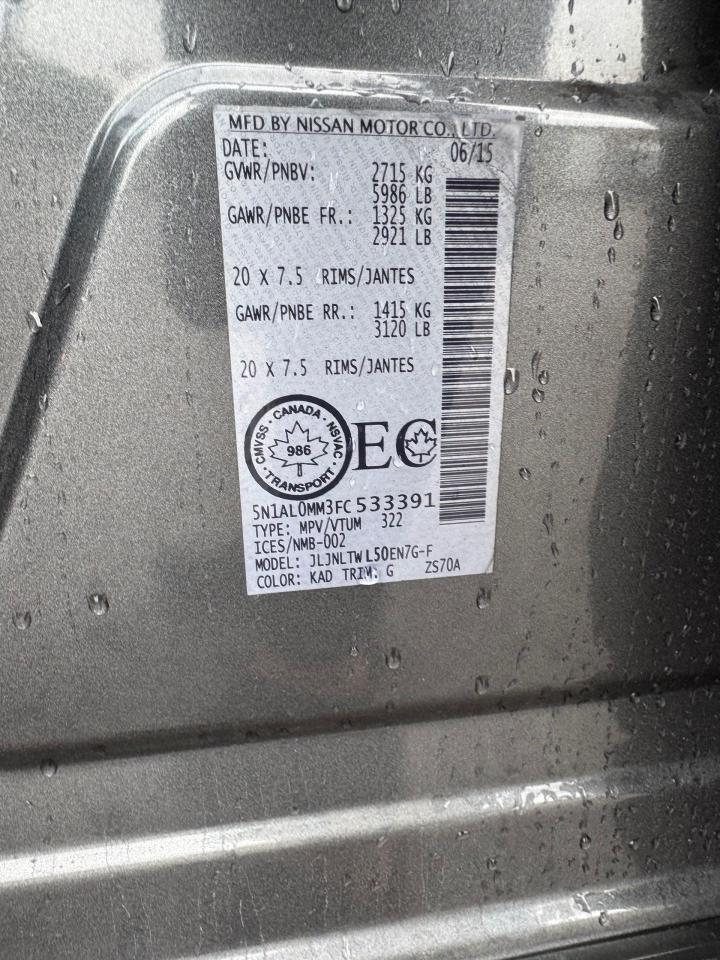 MFD BY NISSAN MOTOR CO., LTD.
DATE: 06/15
GVWR/PNBV: 2715 KG
5986 LB
GAWR/PNBE FR.: 1325 KG
2921 LB
20 X 7.5 RIMS/JANTES
GAWR/PNBE RR.: 1415 KG
3120 LB
20 X 7.5 RIMS/JANTES
CANADA
CMVSS · NSVAC
986
TRANSPORT
EC
5N1AL0MM3FC533391
TYPE: MPV/VTUM 322
ICES/NMB-002
MODEL: JLJNLTWL50EN7G-F
COLOR: KAD TRIM: G ZS70A